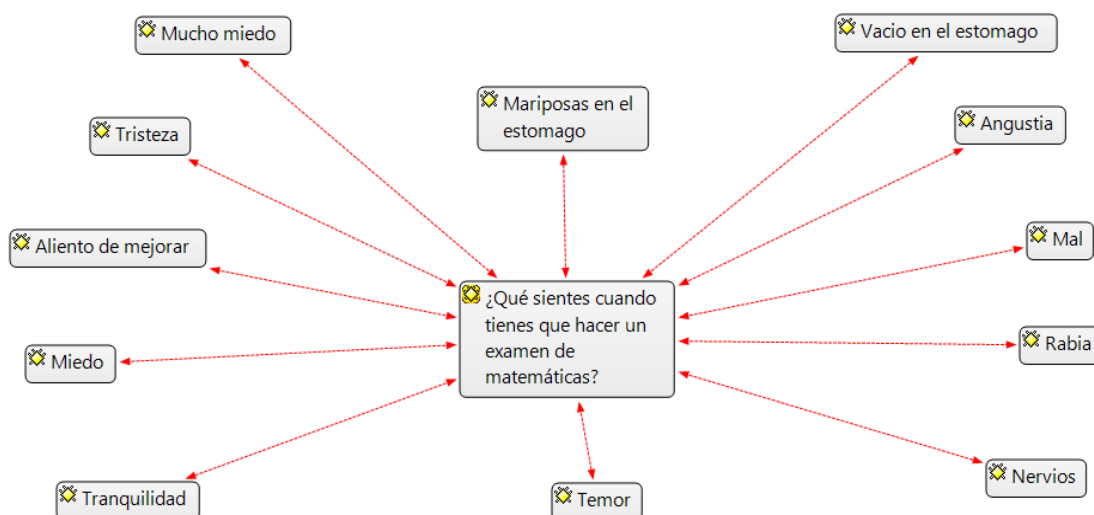 Mucho miedo
Vacio en el estomago
Mariposas en el
estomago
Tristeza
Angustia
Aliento de mejorar
Mal
¿Qué sientes cuando
tienes que hacer un
examen de
matemáticas?
Miedo
Rabia
Tranquilidad
Temor
Nervios